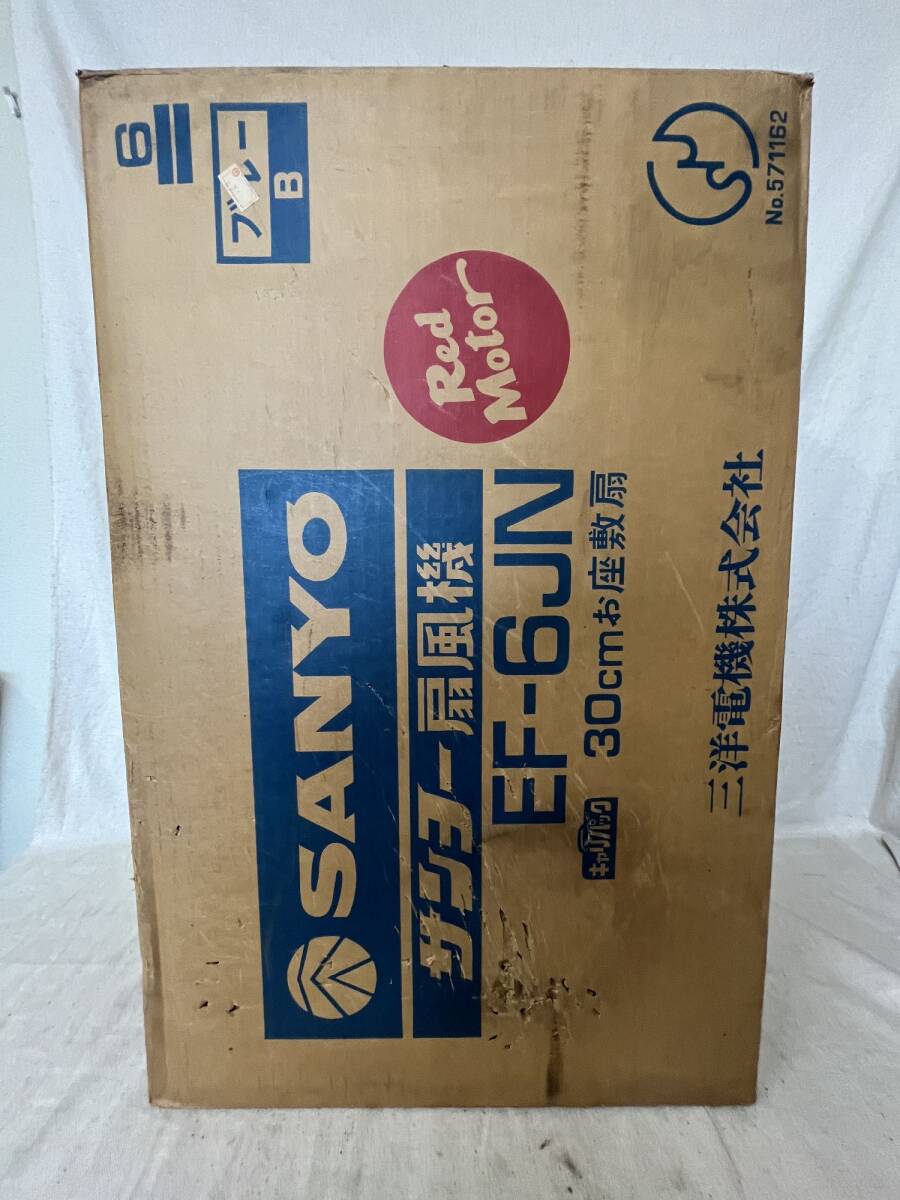 6
ブルー
B
SANYO
サンヨー扇風機
Red
Motor
EF-6JN
キャリパック 30cmお座敷扇
三洋電機株式会社
No.571162